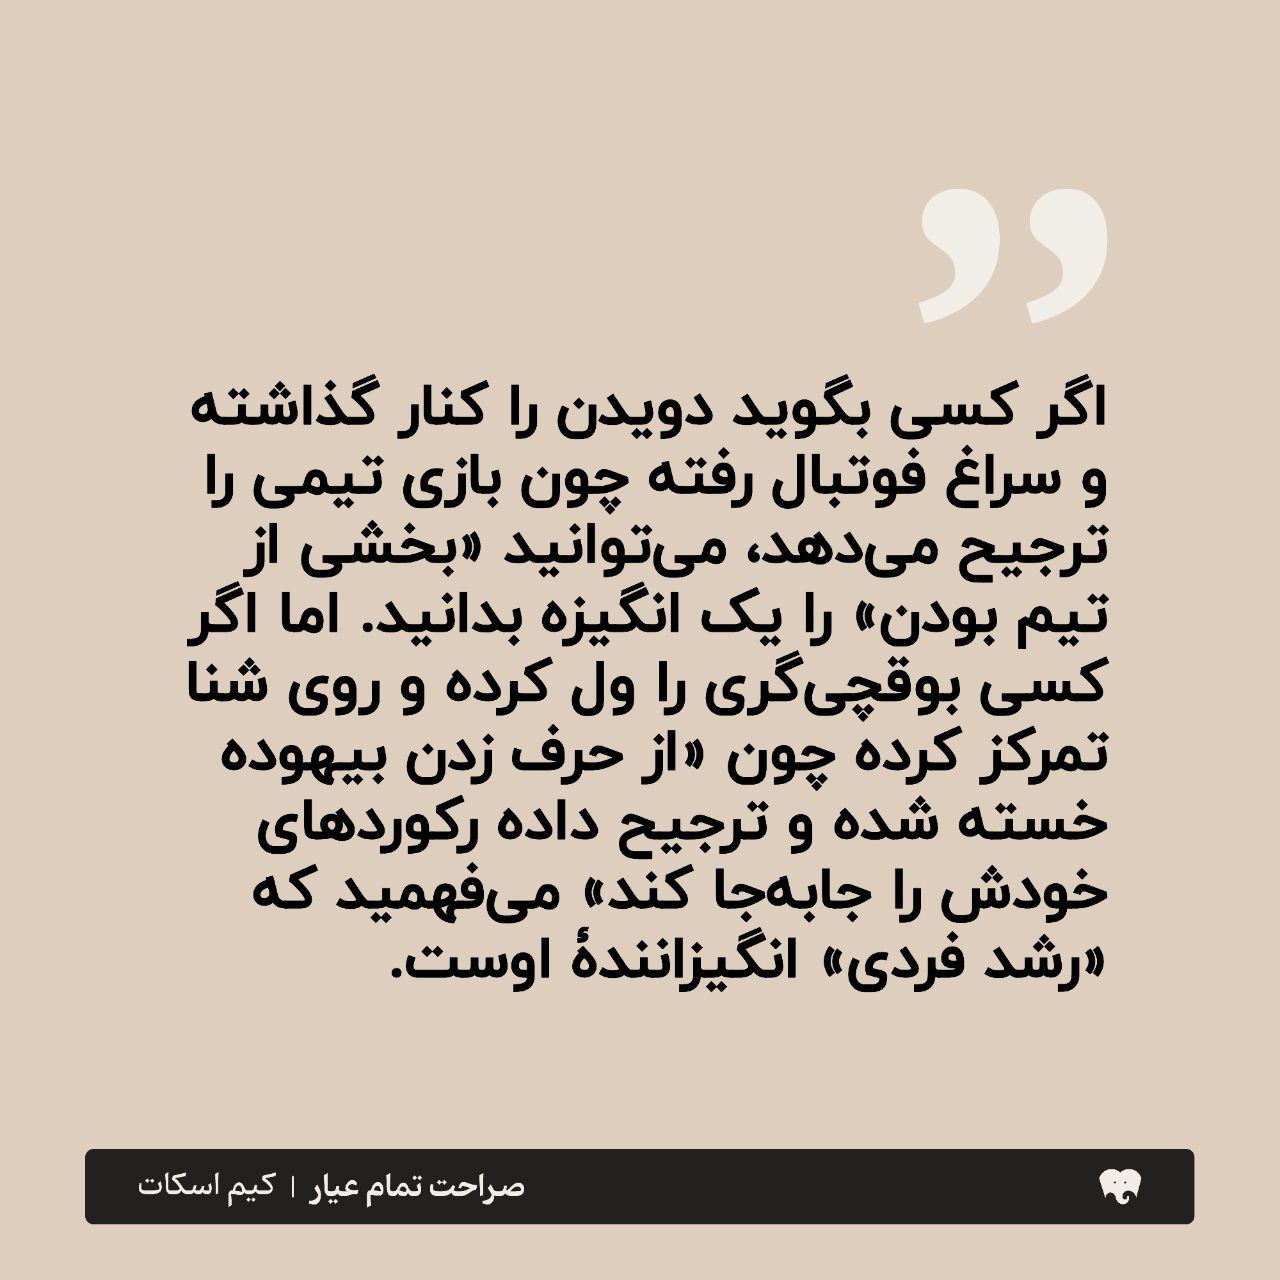 ”
اگر کسی بگوید دویدن را کنار گذاشته
و سراغ فوتبال رفته چون بازی تیمی را
ترجیح می‌دهد، می‌توانید «بخشی از
تیم بودن» را یک انگیزه بدانید. اما اگر
کسی بوقچی‌گری را ول کرده و روی شنا
تمرکز کرده چون «از حرف زدن بیهوده
خسته شده و ترجیح داده رکوردهای
خودش را جابه‌جا کند» می‌فهمید که
«رشد فردی» انگیزانندهٔ اوست.
صراحت تمام عیار | کیم اسکات